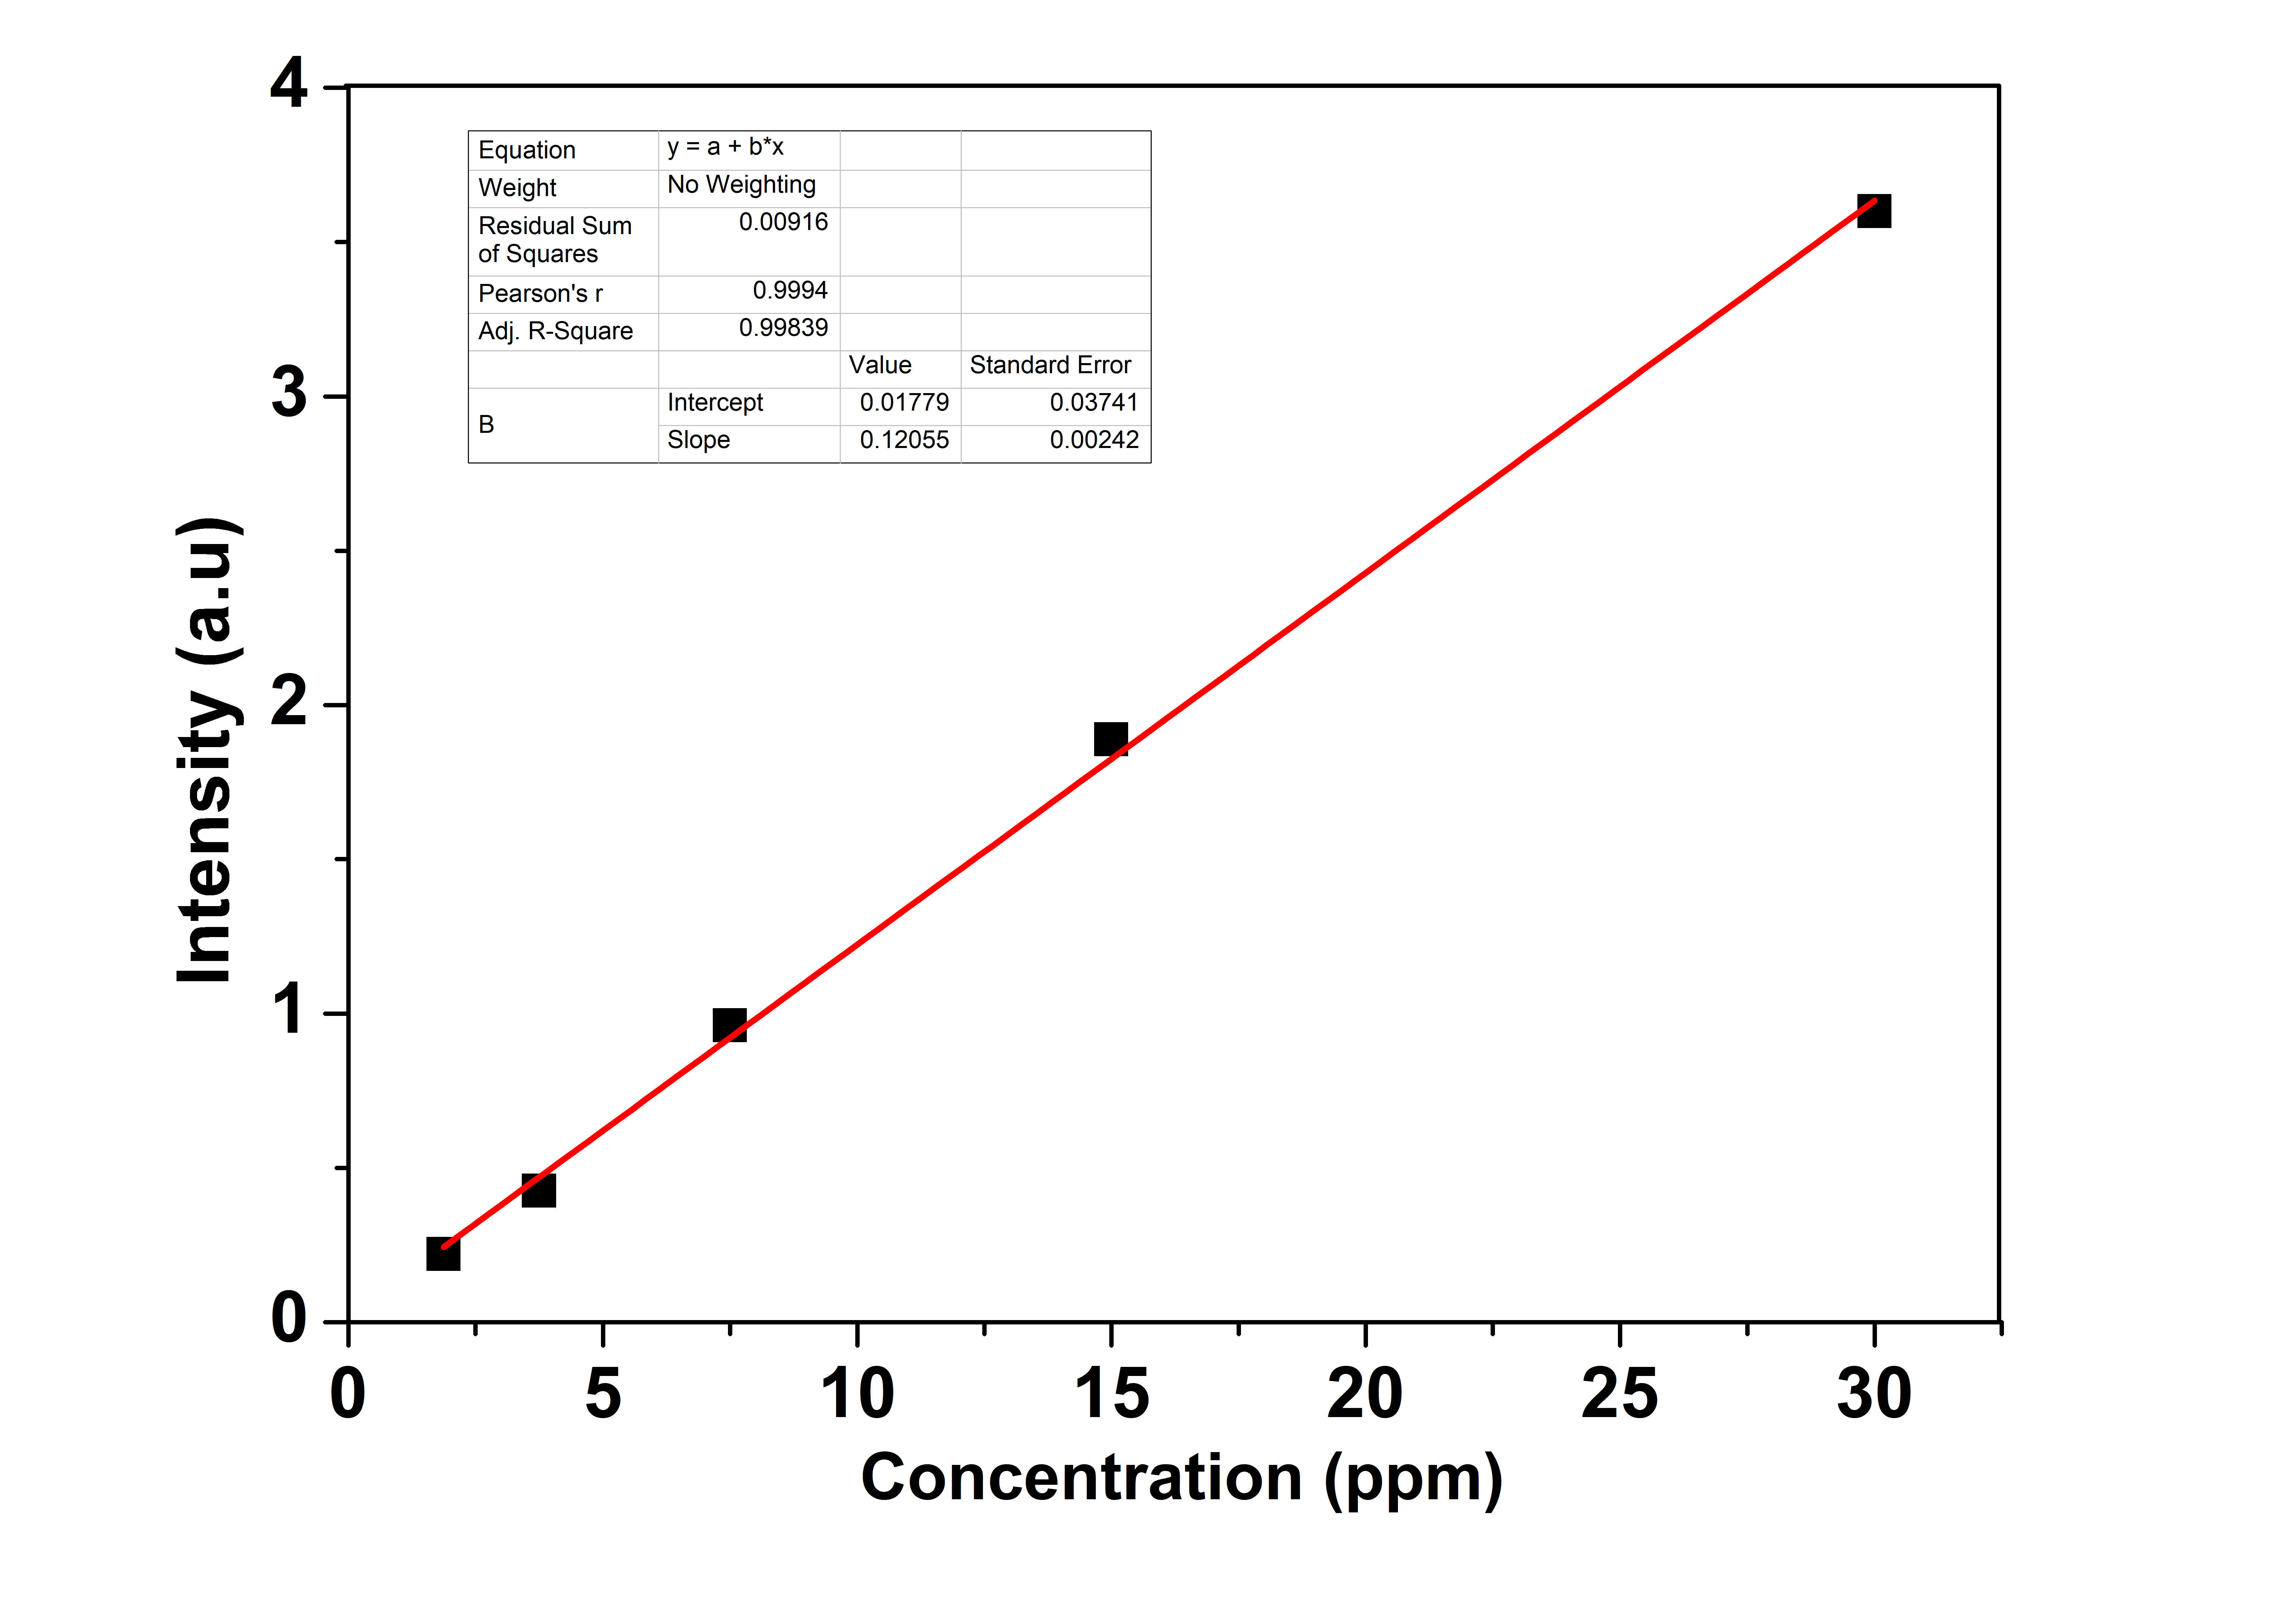 4
3
2
1
0
Intensity (a.u)
Equation y = a + b*x
Weight No Weighting
Residual Sum 0.00916
of Squares
Pearson's r 0.9994
Adj. R-Square 0.99839
Value Standard Error
B Intercept 0.01779 0.03741
Slope 0.12055 0.00242
0 5 10 15 20 25 30
Concentration (ppm)